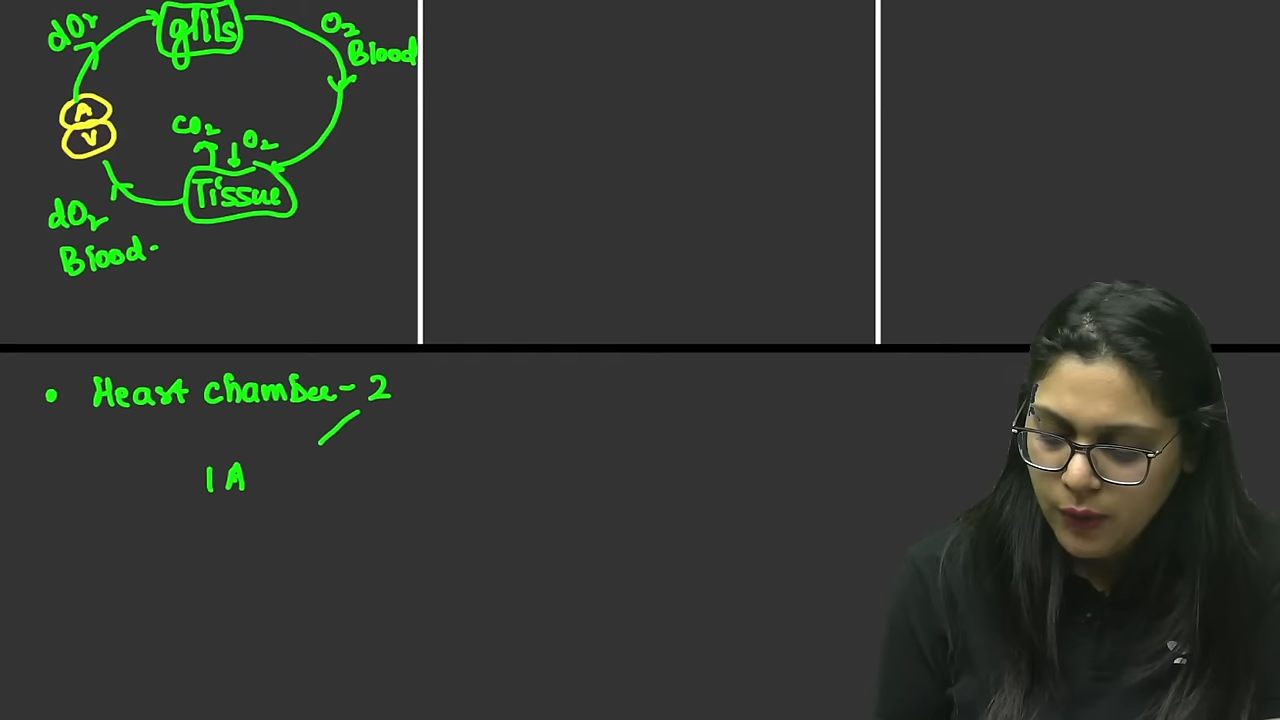 dO2
gills
O2
Blood
A
V
CO2
O2
Tissue
dO2
Blood-
• Heart chamber - 2
1 A